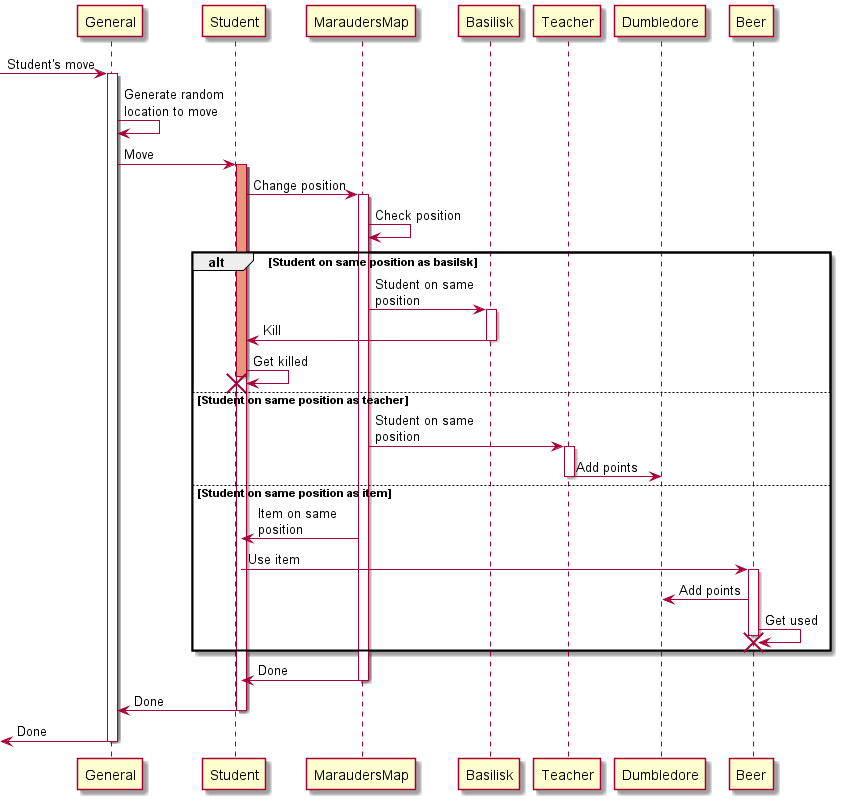 General Student MaraudersMap Basilisk Teacher Dumbledore Beer
Student's move
Generate random
location to move
Move
Change position
Check position
alt [Student on same position as basilsk]
Student on same
position
Kill
Get killed
[Student on same position as teacher]
Student on same
position
Add points
[Student on same position as item]
Item on same
position
Use item
Add points
Get used
Done
Done
Done
General Student MaraudersMap Basilisk Teacher Dumbledore Beer